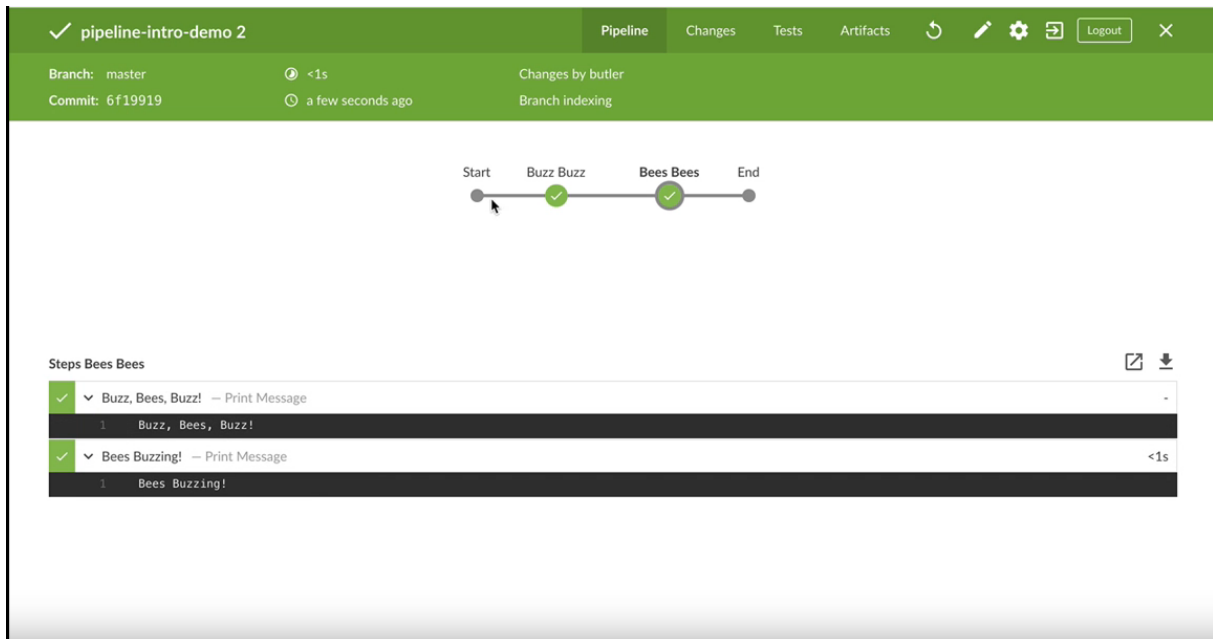 pipeline-intro-demo 2 Pipeline Changes Tests Artifacts Logout
Branch: master <1s Changes by butler
Commit: 6f19919 a few seconds ago Branch indexing
Start Buzz Buzz Bees Bees End
Steps Bees Bees
Buzz, Bees, Buzz! — Print Message -
1 Buzz, Bees, Buzz!
Bees Buzzing! — Print Message <1s
1 Bees Buzzing!